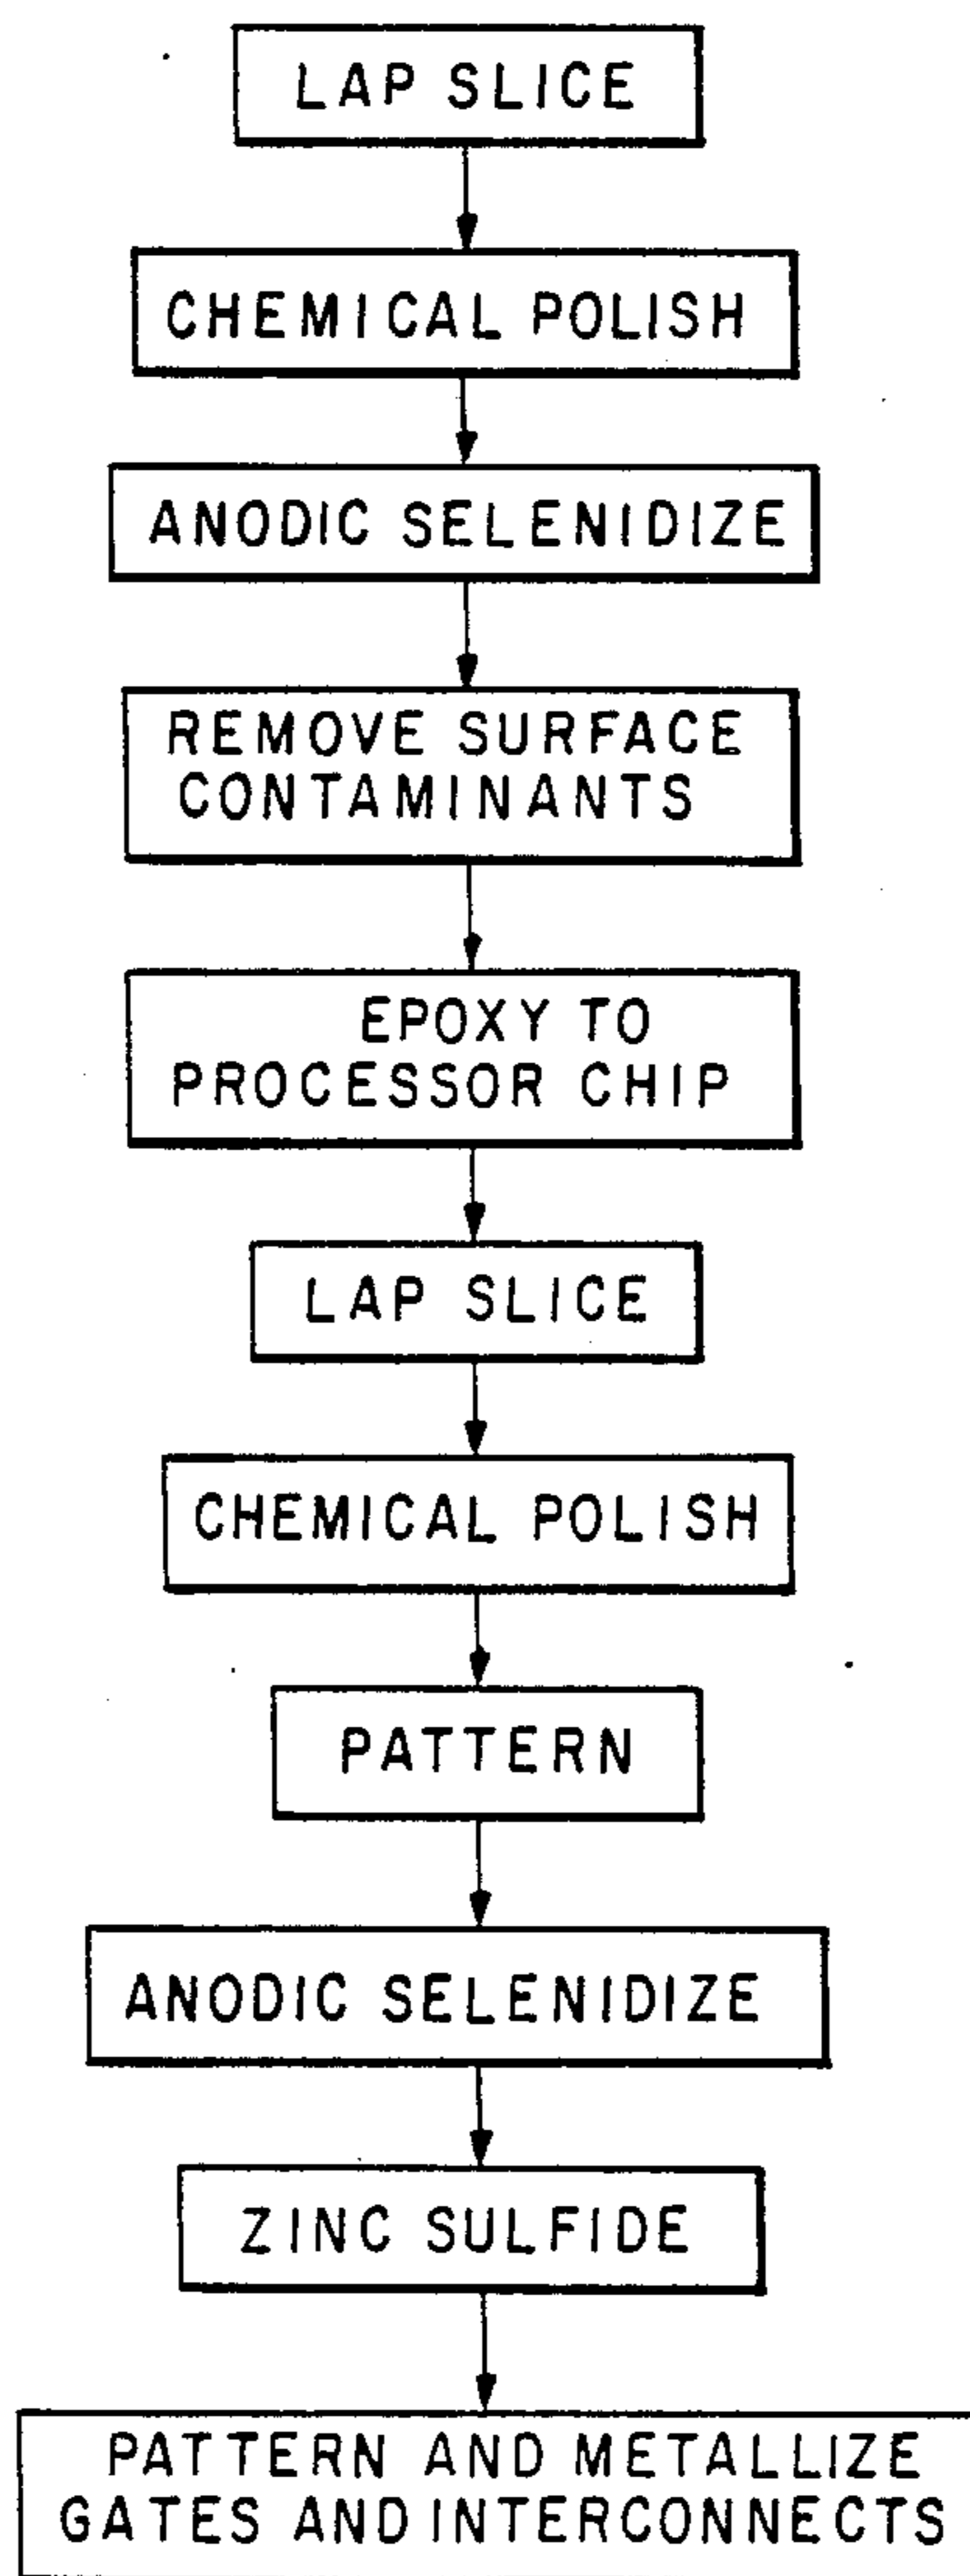 LAP SLICE
CHEMICAL POLISH
ANODIC SELENIDIZE
REMOVE SURFACE
CONTAMINANTS
EPOXY TO
PROCESSOR CHIP
LAP SLICE
CHEMICAL POLISH
PATTERN
ANODIC SELENIDIZE
ZINC SULFIDE
PATTERN AND METALLIZE
GATES AND INTERCONNECTS